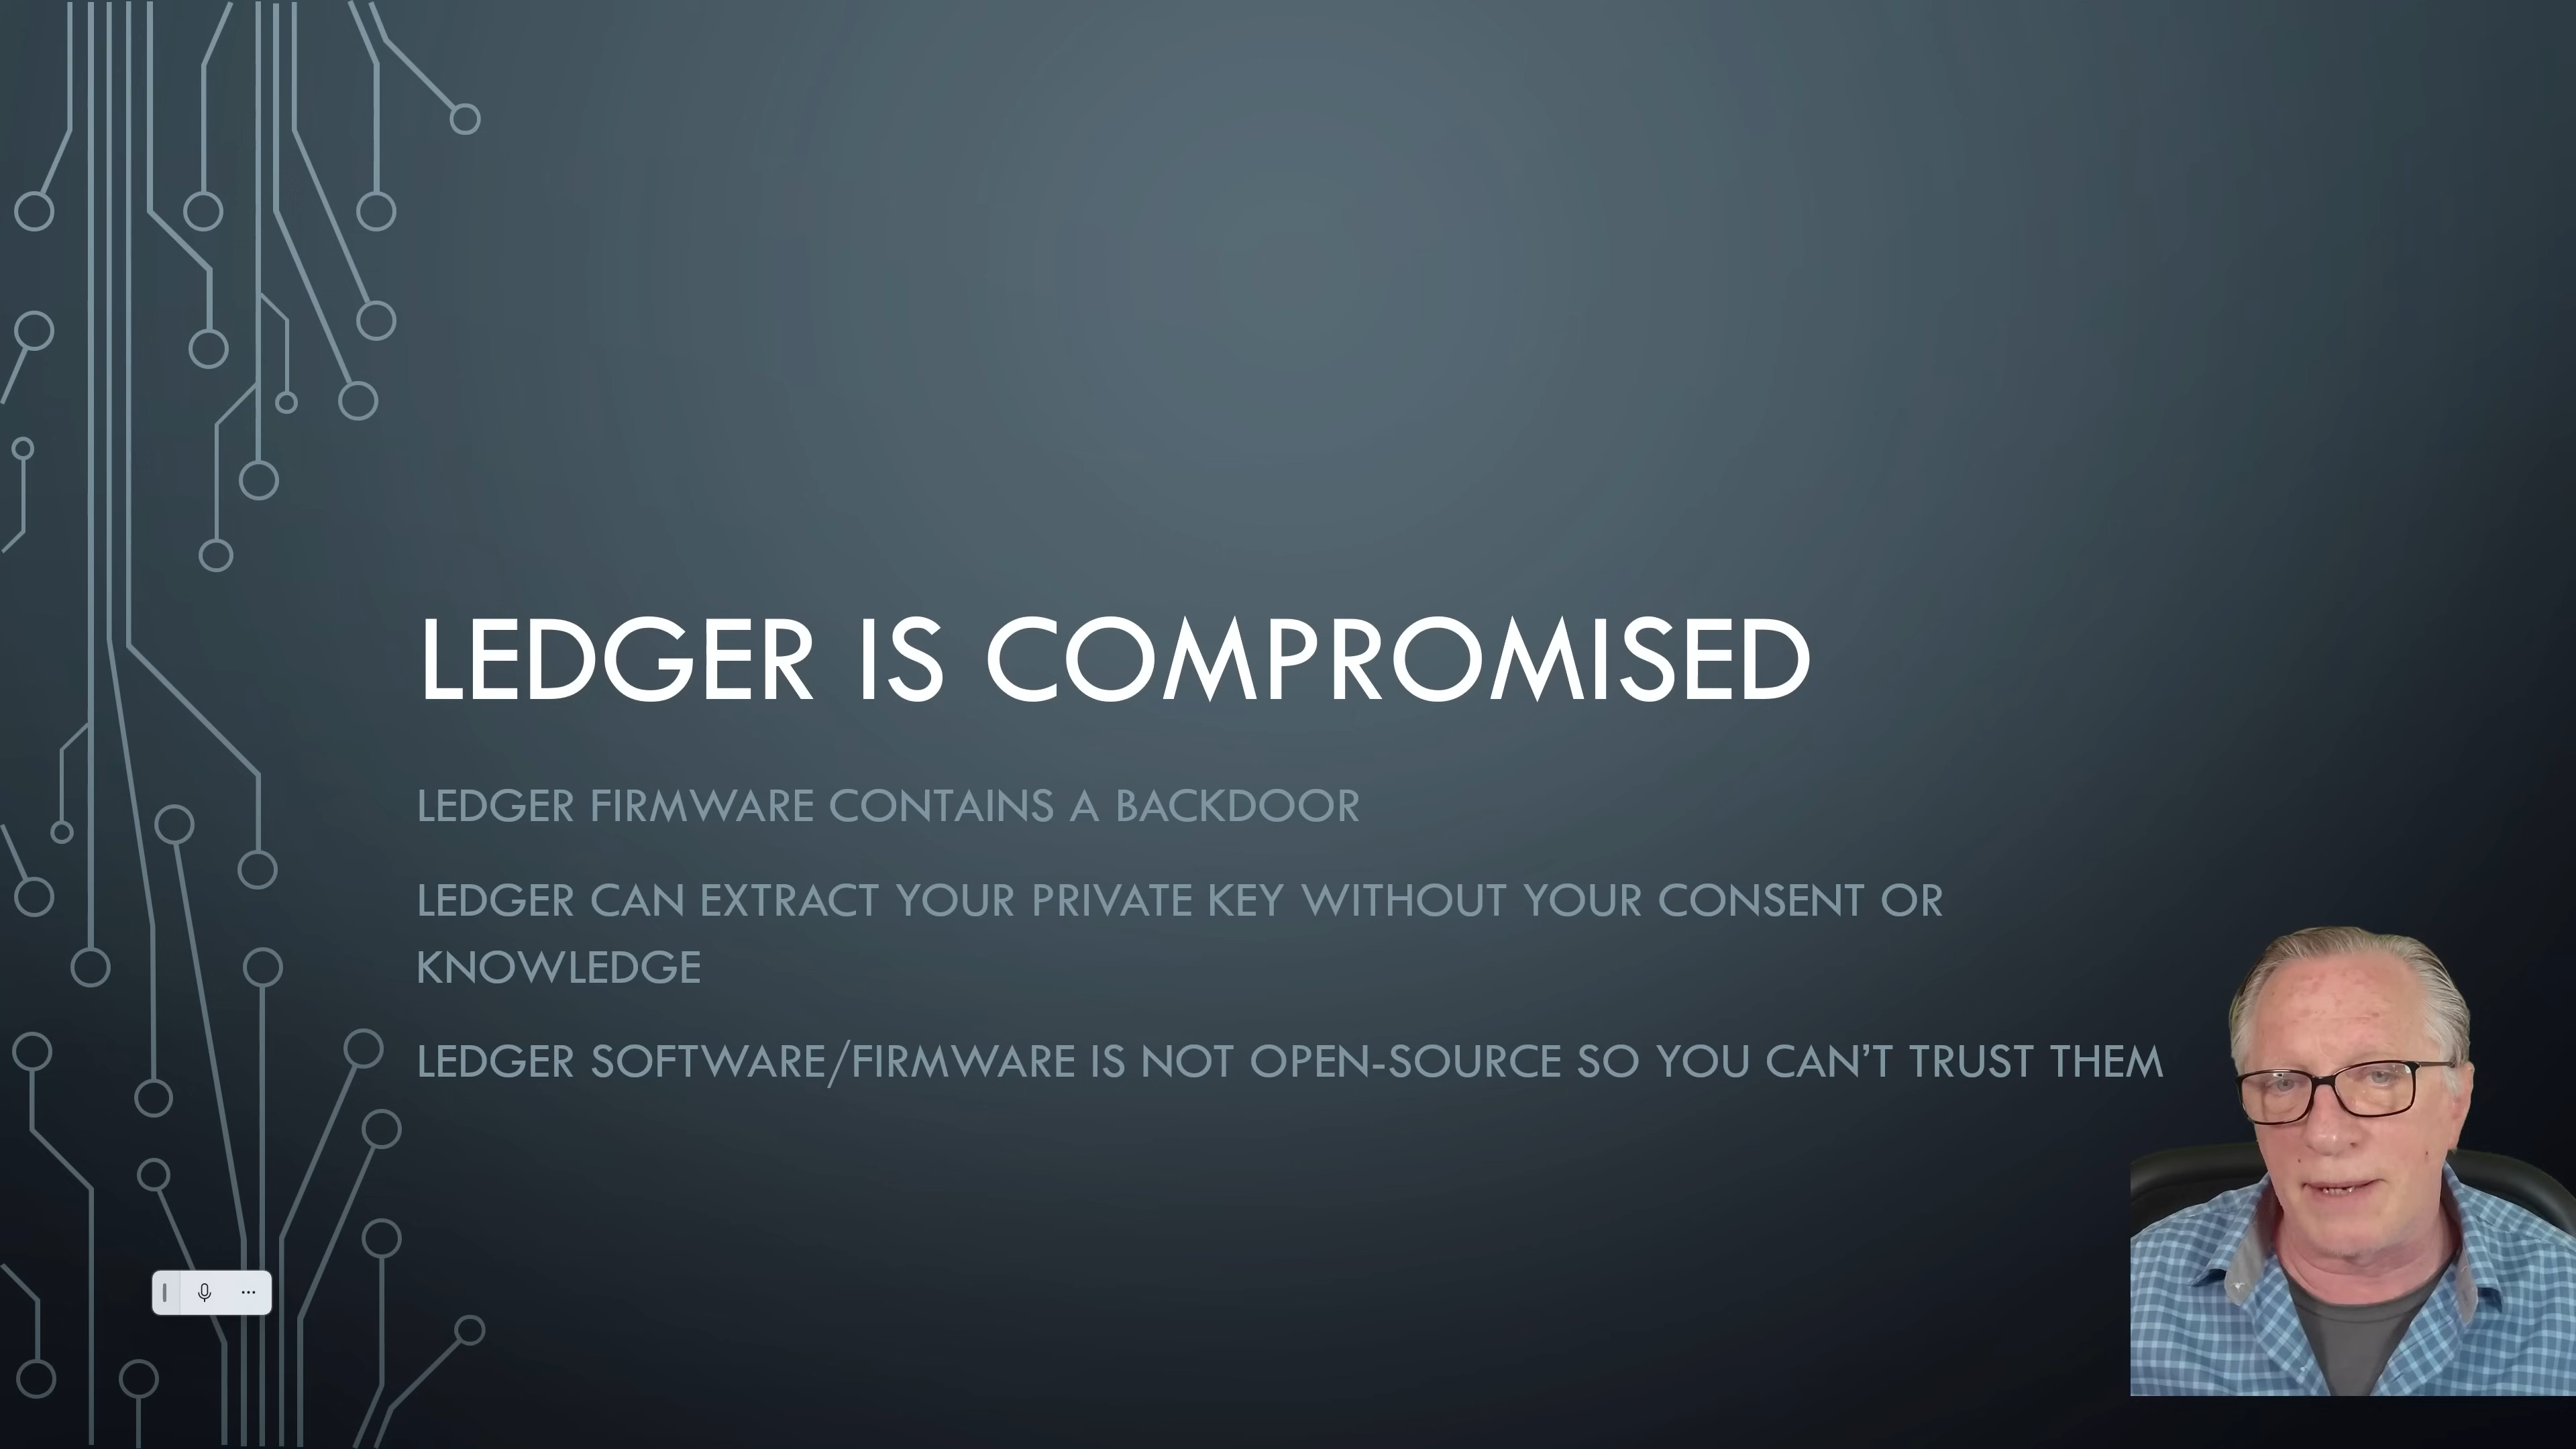 LEDGER IS COMPROMISED
LEDGER FIRMWARE CONTAINS A BACKDOOR
LEDGER CAN EXTRACT YOUR PRIVATE KEY WITHOUT YOUR CONSENT OR
KNOWLEDGE
LEDGER SOFTWARE/FIRMWARE IS NOT OPEN-SOURCE SO YOU CAN’T TRUST THEM